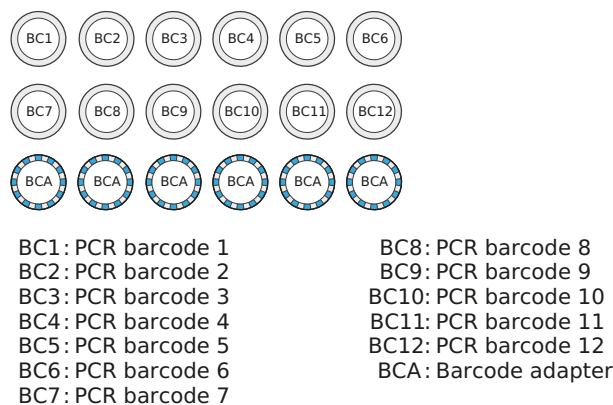 BC1 BC2 BC3 BC4 BC5 BC6
BC7 BC8 BC9 BC10 BC11 BC12
BCA BCA BCA BCA BCA BCA
BC1: PCR barcode 1
BC2: PCR barcode 2
BC3: PCR barcode 3
BC4: PCR barcode 4
BC5: PCR barcode 5
BC6: PCR barcode 6
BC7: PCR barcode 7
BC8: PCR barcode 8
BC9: PCR barcode 9
BC10: PCR barcode 10
BC11: PCR barcode 11
BC12: PCR barcode 12
BCA: Barcode adapter